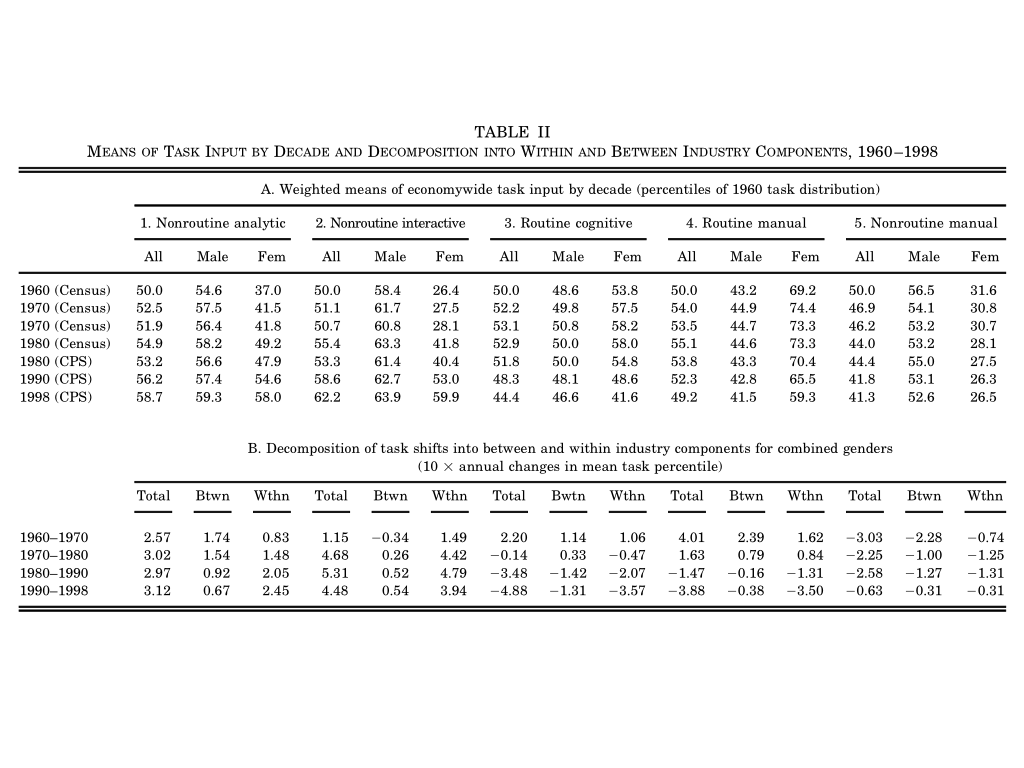 TABLE II
MEANS OF TASK INPUT BY DECADE AND DECOMPOSITION INTO WITHIN AND BETWEEN INDUSTRY COMPONENTS, 1960–1998
A. Weighted means of economywide task input by decade (percentiles of 1960 task distribution)
1. Nonroutine analytic 2. Nonroutine interactive 3. Routine cognitive 4. Routine manual 5. Nonroutine manual
All Male Fem All Male Fem All Male Fem All Male Fem All Male Fem
1960 (Census) 50.0 54.6 37.0 50.0 58.4 26.4 50.0 48.6 53.8 50.0 43.2 69.2 50.0 56.5 31.6
1970 (Census) 52.5 57.5 41.5 51.1 61.7 27.5 52.2 49.8 57.5 54.0 44.9 74.4 46.9 54.1 30.8
1970 (Census) 51.9 56.4 41.8 50.7 60.8 28.1 53.1 50.8 58.2 53.5 44.7 73.3 46.2 53.2 30.7
1980 (Census) 54.9 58.2 49.2 55.4 63.3 41.8 52.9 50.0 58.0 55.1 44.6 73.3 44.0 53.2 28.1
1980 (CPS) 53.2 56.6 47.9 53.3 61.4 40.4 51.8 50.0 54.8 53.8 43.3 70.4 44.4 55.0 27.5
1990 (CPS) 56.2 57.4 54.6 58.6 62.7 53.0 48.3 48.1 48.6 52.3 42.8 65.5 41.8 53.1 26.3
1998 (CPS) 58.7 59.3 58.0 62.2 63.9 59.9 44.4 46.6 41.6 49.2 41.5 59.3 41.3 52.6 26.5
B. Decomposition of task shifts into between and within industry components for combined genders
(10 × annual changes in mean task percentile)
Total Btwn Wthn Total Btwn Wthn Total Bwtn Wthn Total Btwn Wthn Total Btwn Wthn
1960–1970 2.57 1.74 0.83 1.15 −0.34 1.49 2.20 1.14 1.06 4.01 2.39 1.62 −3.03 −2.28 −0.74
1970–1980 3.02 1.54 1.48 4.68 0.26 4.42 −0.14 0.33 −0.47 1.63 0.79 0.84 −2.25 −1.00 −1.25
1980–1990 2.97 0.92 2.05 5.31 0.52 4.79 −3.48 −1.42 −2.07 −1.47 −0.16 −1.31 −2.58 −1.27 −1.31
1990–1998 3.12 0.67 2.45 4.48 0.54 3.94 −4.88 −1.31 −3.57 −3.88 −0.38 −3.50 −0.63 −0.31 −0.31